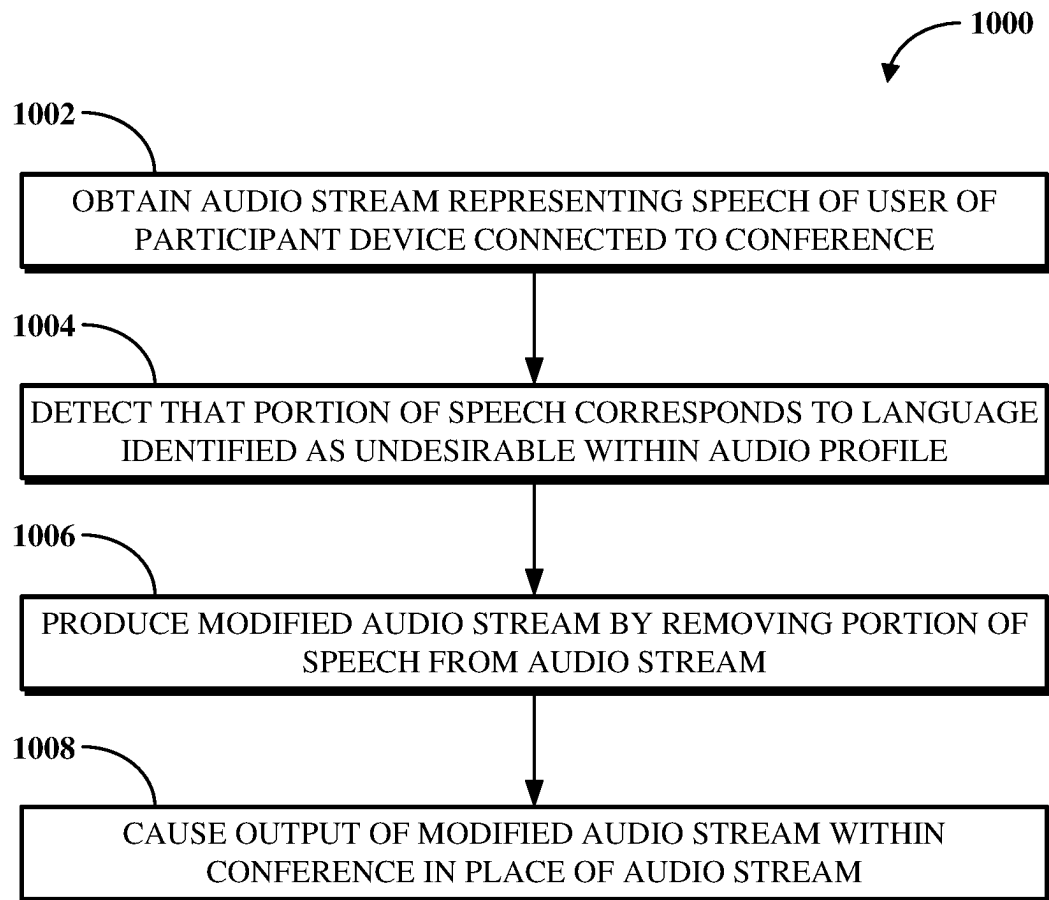 1000
1002
OBTAIN AUDIO STREAM REPRESENTING SPEECH OF USER OF
PARTICIPANT DEVICE CONNECTED TO CONFERENCE
1004
DETECT THAT PORTION OF SPEECH CORRESPONDS TO LANGUAGE
IDENTIFIED AS UNDESIRABLE WITHIN AUDIO PROFILE
1006
PRODUCE MODIFIED AUDIO STREAM BY REMOVING PORTION OF
SPEECH FROM AUDIO STREAM
1008
CAUSE OUTPUT OF MODIFIED AUDIO STREAM WITHIN
CONFERENCE IN PLACE OF AUDIO STREAM